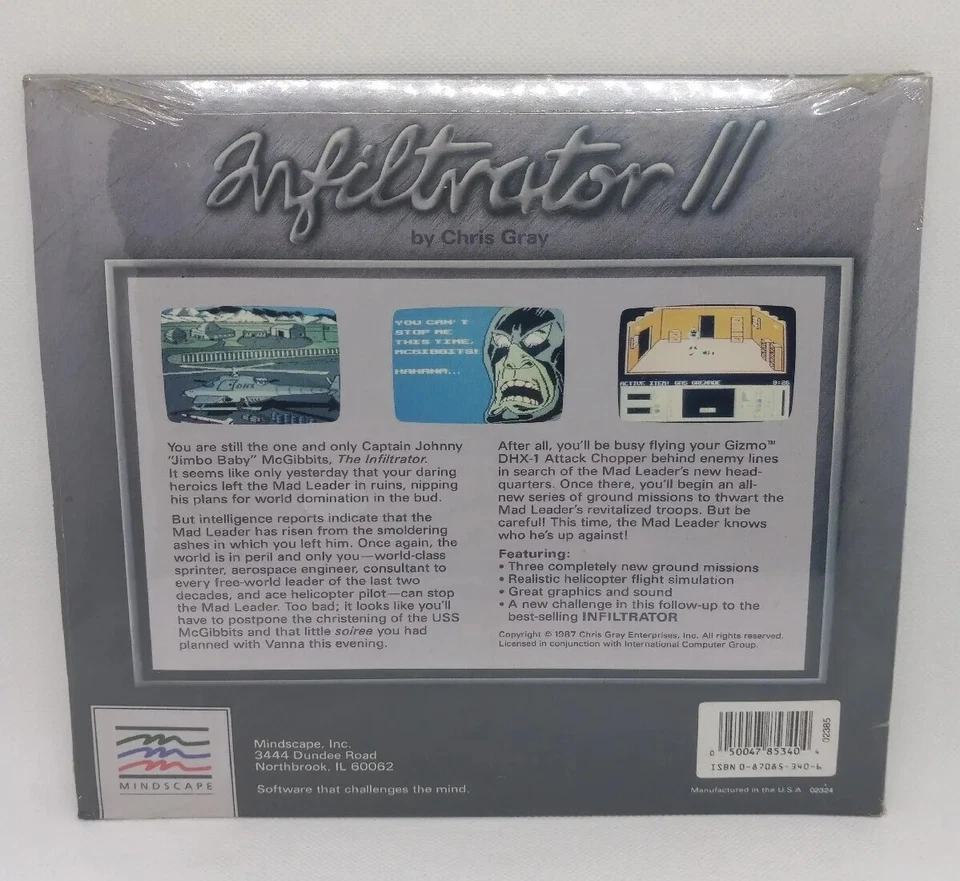 Infiltrator II
by Chris Gray
YOU CAN'T
STOP ME
THIS TIME,
MCGIBBITS!
HAHAHA...
DHX
ACTIVE ITEM: GAS GRENADE 9:26
You are still the one and only Captain Johnny
"Jimbo Baby" McGibbits, The Infiltrator.
It seems like only yesterday that your daring
heroics left the Mad Leader in ruins, nipping
his plans for world domination in the bud.
But intelligence reports indicate that the
Mad Leader has risen from the smoldering
ashes in which you left him. Once again, the
world is in peril and only you—world-class
sprinter, aerospace engineer, consultant to
every free-world leader of the last two
decades, and ace helicopter pilot—can stop
the Mad Leader. Too bad; it looks like you'll
have to postpone the christening of the USS
McGibbits and that little soiree you had
planned with Vanna this evening.
After all, you'll be busy flying your Gizmo™
DHX-1 Attack Chopper behind enemy lines
in search of the Mad Leader's new head-
quarters. Once there, you'll begin an all-
new series of ground missions to thwart the
Mad Leader's revitalized troops. But be
careful! This time, the Mad Leader knows
who he's up against!
Featuring:
• Three completely new ground missions
• Realistic helicopter flight simulation
• Great graphics and sound
• A new challenge in this follow-up to the
best-selling INFILTRATOR
Copyright © 1987 Chris Gray Enterprises, Inc. All rights reserved.
Licensed in conjunction with International Computer Group.
MINDSCAPE
Mindscape, Inc.
3444 Dundee Road
Northbrook, IL 60062
Software that challenges the mind.
02385
0 50047 85340 4
ISBN 0-87085-340-6
Manufactured in the U.S.A. 02324